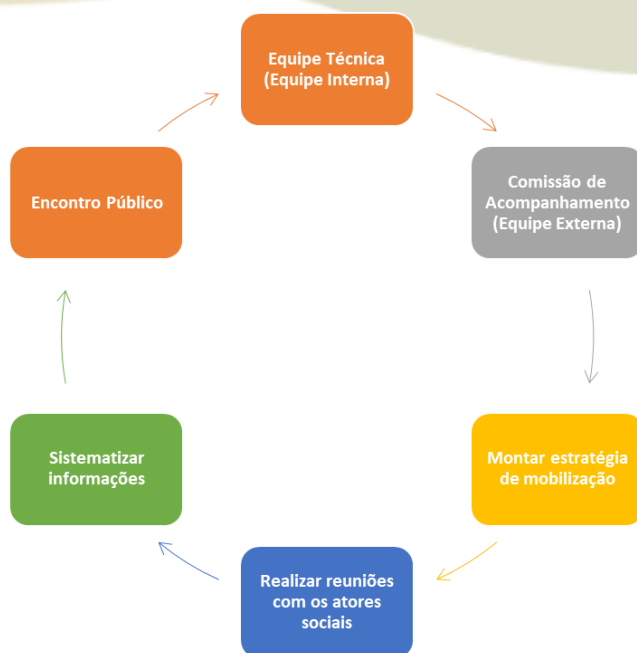 Equipe Técnica
(Equipe Interna)
Comissão de
Acompanhamento
(Equipe Externa)
Montar estratégia
de mobilização
Realizar reuniões
com os atores
sociais
Sistematizar
informações
Encontro Público